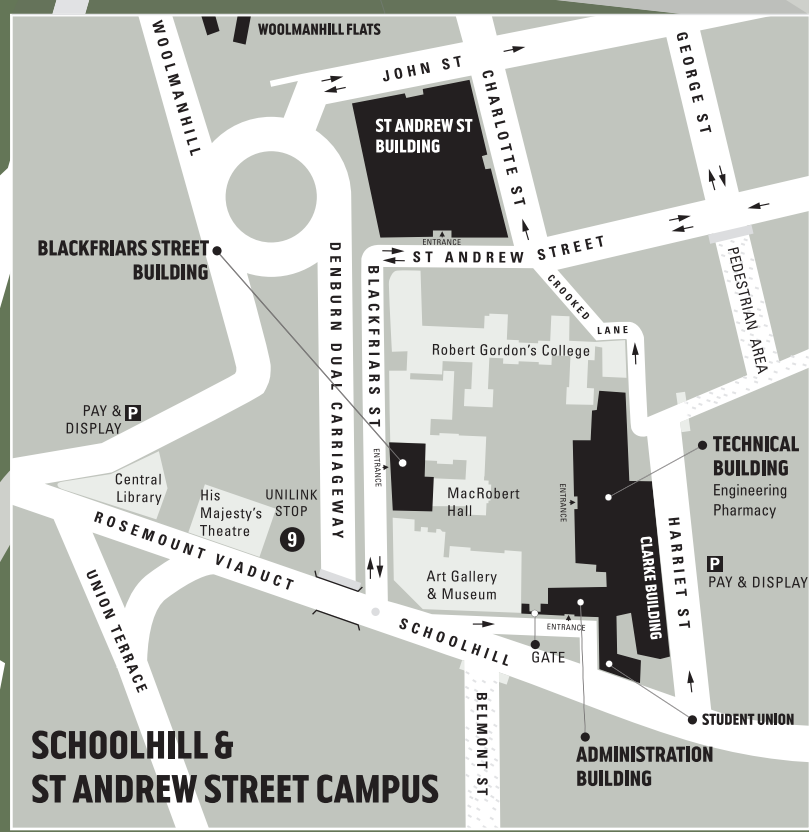 WOOLMANHILL FLATS
WOOLMANHILL
JOHN ST
CHARLOTTE ST
GEORGE ST
ST ANDREW ST
BUILDING
ENTRANCE
ST ANDREW STREET
BLACKFRIARS STREET
BUILDING
DENBURN DUAL CARRIAGEWAY
BLACKFRIARS ST
CROOKED
LANE
PEDESTRIAN AREA
Robert Gordon's College
PAY &
DISPLAY
P
ENTRANCE
TECHNICAL
BUILDING
Engineering
Pharmacy
Central
Library
His
Majesty's
Theatre
UNILINK
STOP
9
MacRobert
Hall
ENTRANCE
ROSEMOUNT VIADUCT
HARRIET ST
CLARKE BUILDING
P
PAY & DISPLAY
Art Gallery
& Museum
UNION TERRACE
SCHOOLHILL
ENTRANCE
GATE
BELMONT ST
STUDENT UNION
ADMINISTRATION
BUILDING
SCHOOLHILL &
ST ANDREW STREET CAMPUS